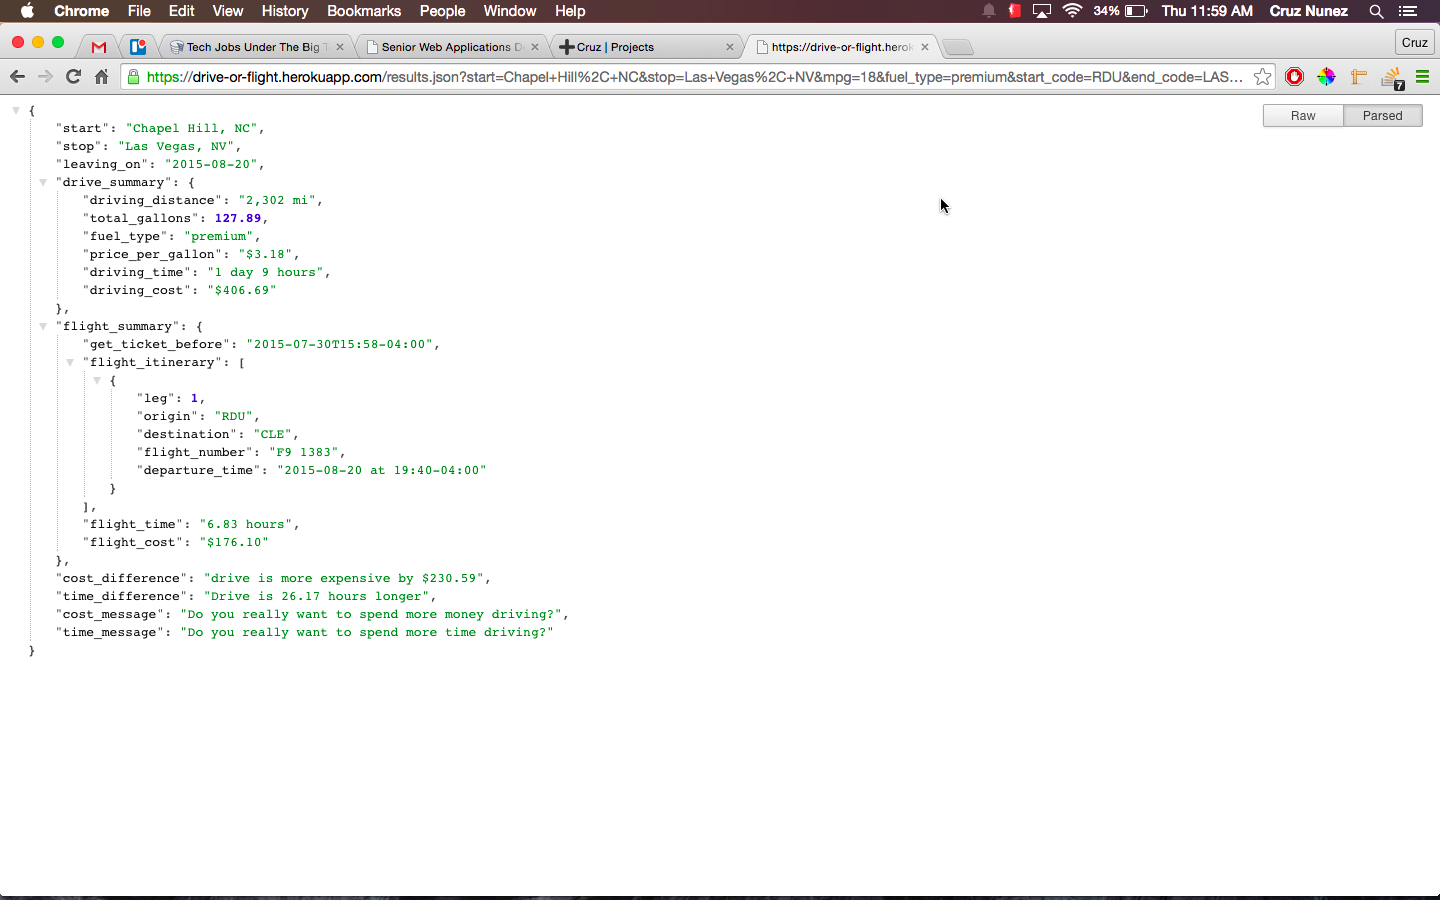 Chrome File Edit View History Bookmarks People Window Help 34% Thu 11:59 AM Cruz Nunez
Tech Jobs Under The Big T Senior Web Applications D Cruz | Projects https://drive-or-flight.herok Cruz
https://drive-or-flight.herokuapp.com/results.json?start=Chapel+Hill%2C+NC&stop=Las+Vegas%2C+NV&mpg=18&fuel_type=premium&start_code=RDU&end_code=LAS... 7
Raw Parsed
{
"start": "Chapel Hill, NC",
"stop": "Las Vegas, NV",
"leaving_on": "2015-08-20",
"drive_summary": {
"driving_distance": "2,302 mi",
"total_gallons": 127.89,
"fuel_type": "premium",
"price_per_gallon": "$3.18",
"driving_time": "1 day 9 hours",
"driving_cost": "$406.69"
},
"flight_summary": {
"get_ticket_before": "2015-07-30T15:58-04:00",
"flight_itinerary": [
{
"leg": 1,
"origin": "RDU",
"destination": "CLE",
"flight_number": "F9 1383",
"departure_time": "2015-08-20 at 19:40-04:00"
}
],
"flight_time": "6.83 hours",
"flight_cost": "$176.10"
},
"cost_difference": "drive is more expensive by $230.59",
"time_difference": "Drive is 26.17 hours longer",
"cost_message": "Do you really want to spend more money driving?",
"time_message": "Do you really want to spend more time driving?"
}